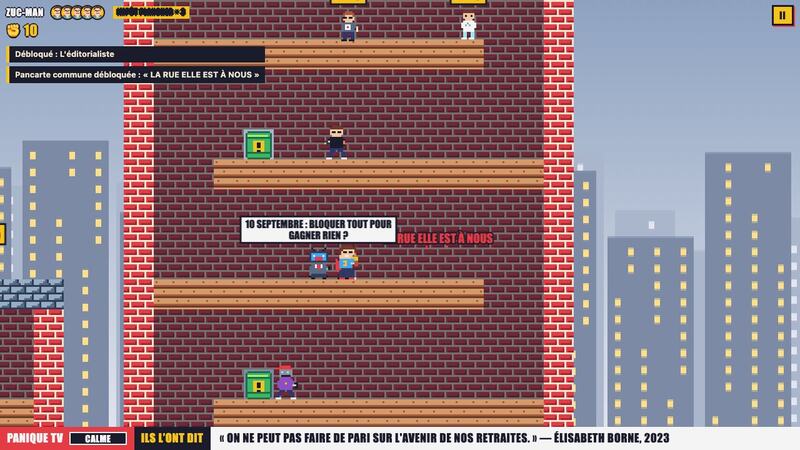 ZUC-MAN
10
Débloqué : L'éditorialiste
Pancarte commune débloquée : « LA RUE ELLE EST À NOUS »
10 SEPTEMBRE : BLOQUER TOUT POUR
GAGNER RIEN ?
RUE ELLE EST À NOUS
PANIQUE TV
CALME
ILS L'ONT DIT
« ON NE PEUT PAS FAIRE DE PARI SUR L'AVENIR DE NOS RETRAITES. » — ÉLISABETH BORNE, 2023